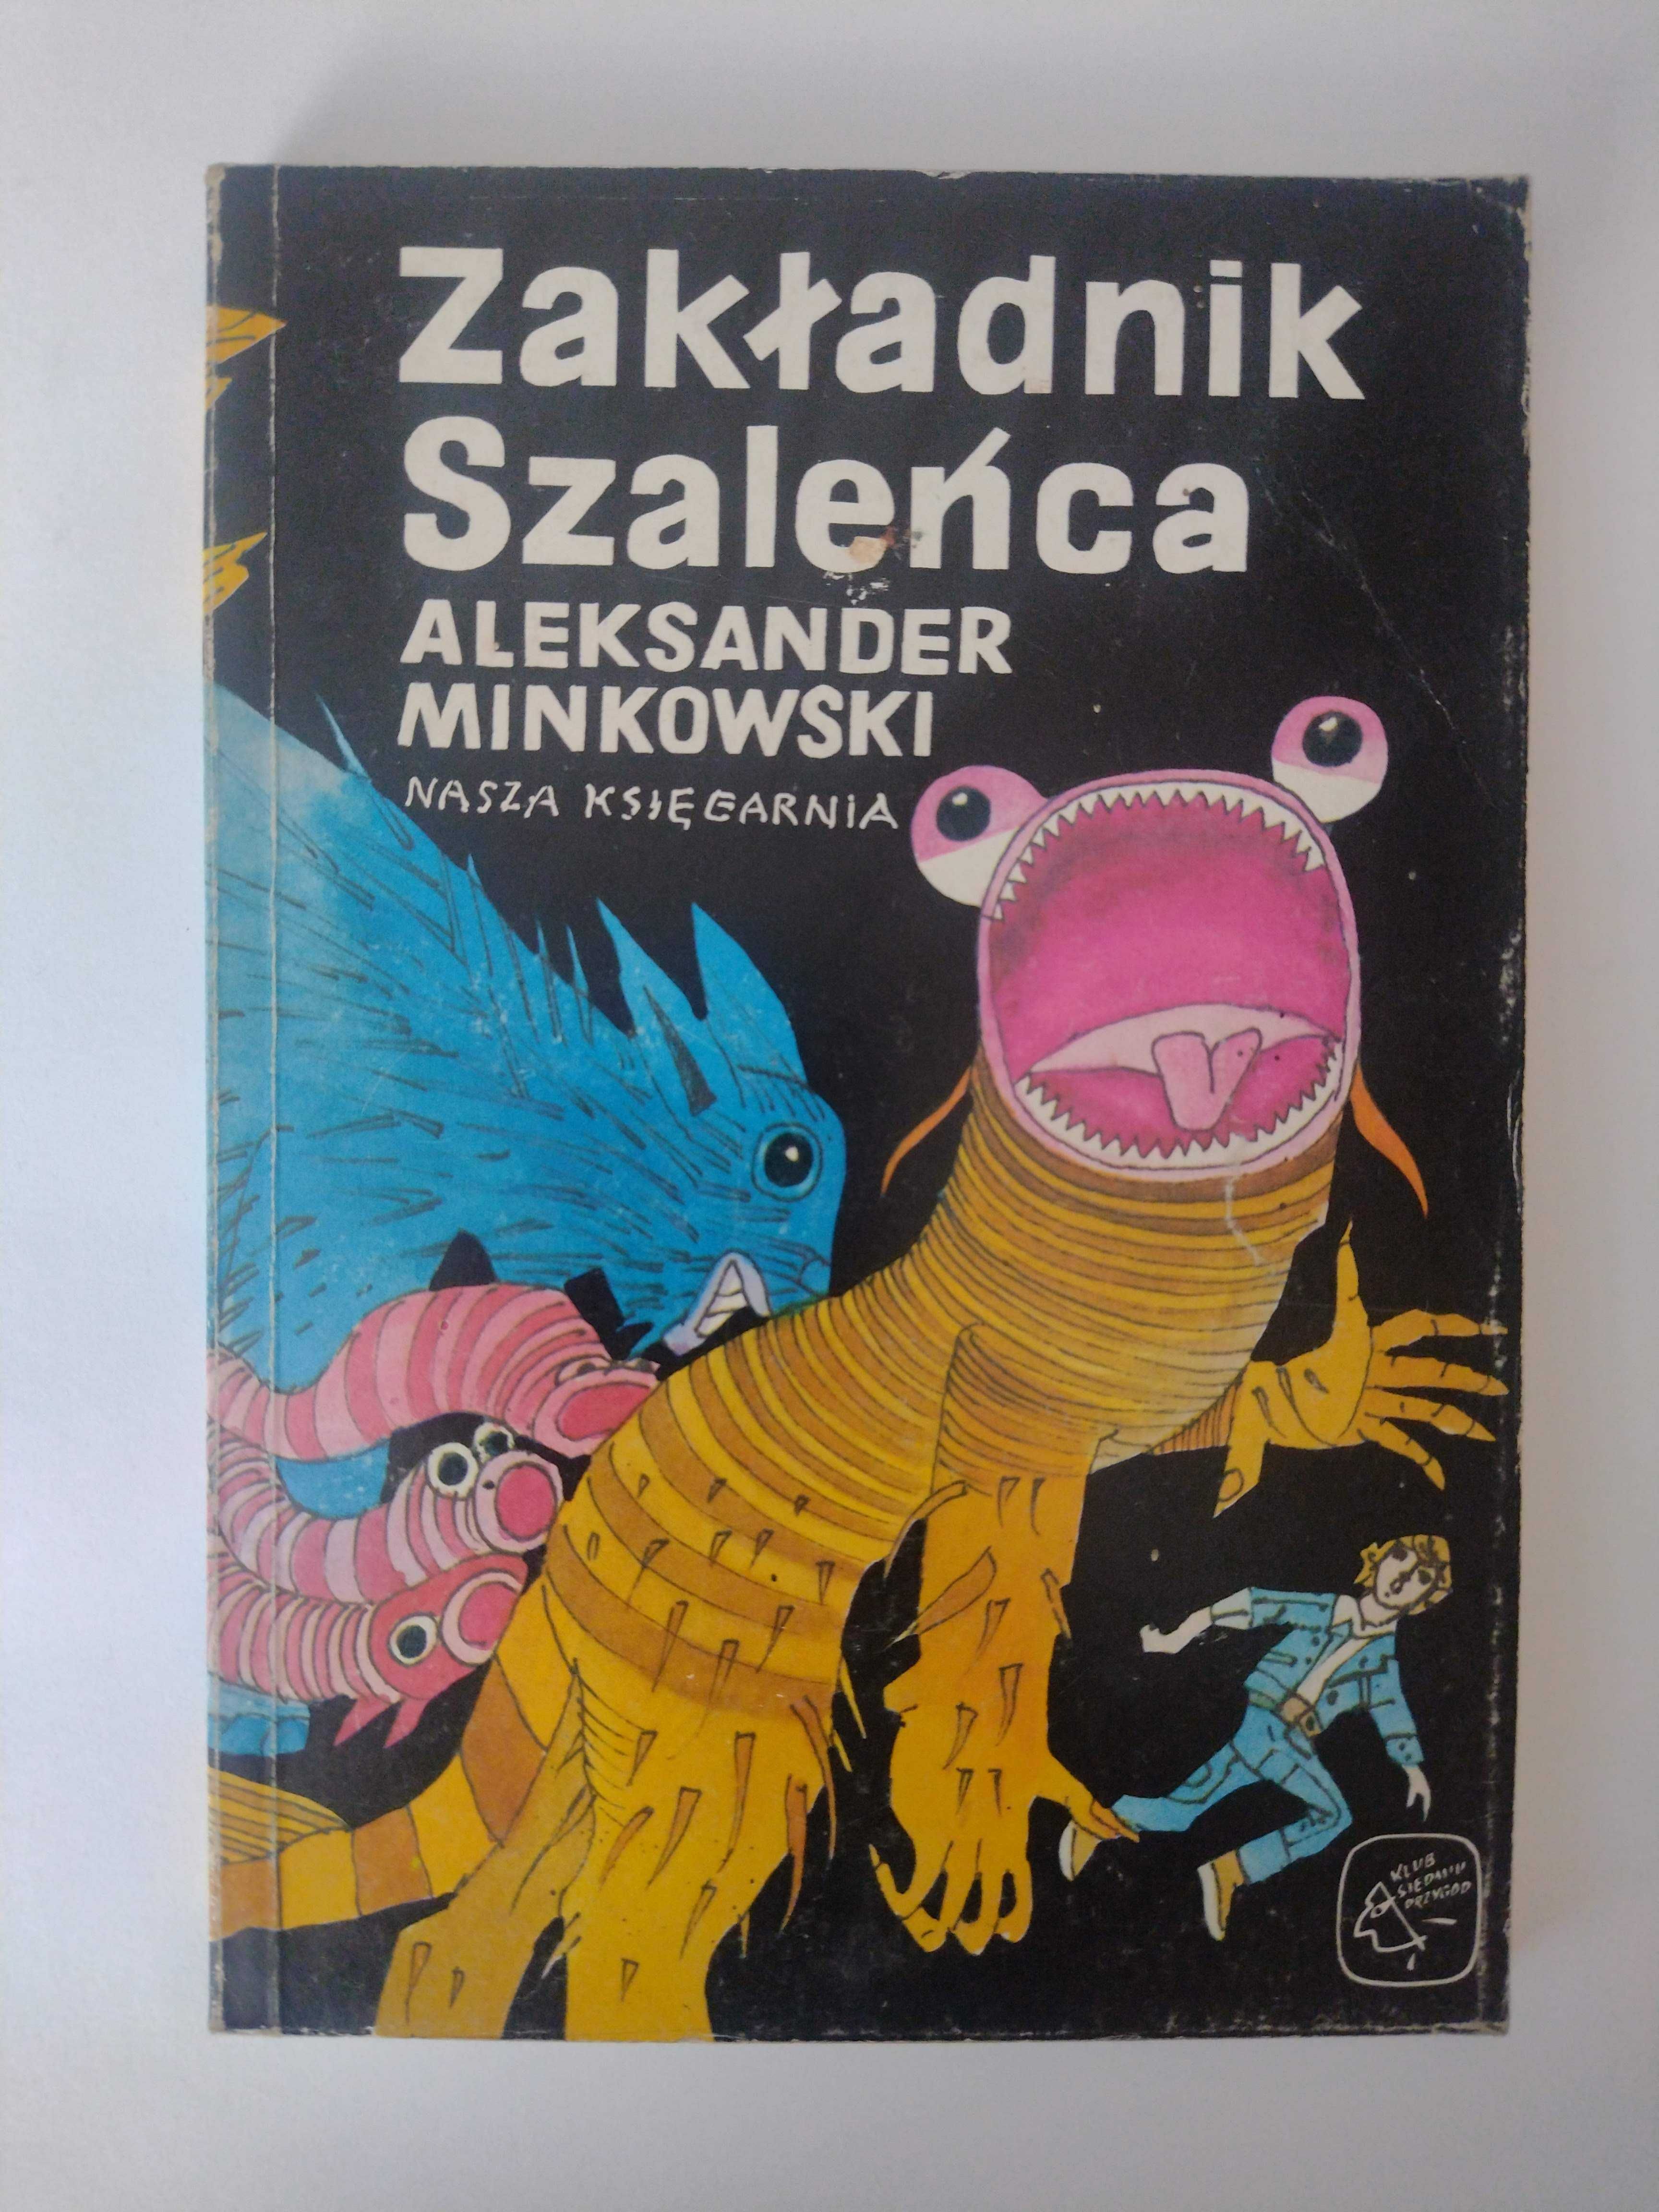 Zakładnik
Szaleńca
ALEKSANDER
MINKOWSKI
NASZA KSIĘGARNIA
KLUB
SIEDMIU
PRZYGÓD